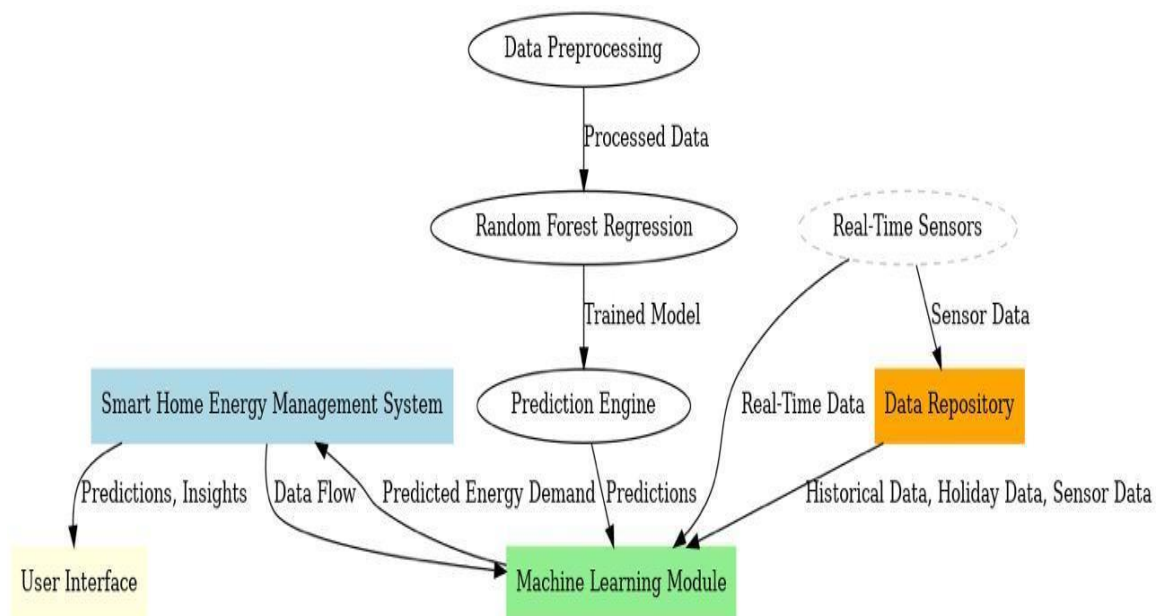 Data Preprocessing
Processed Data
Random Forest Regression
Real-Time Sensors
Trained Model
Sensor Data
Smart Home Energy Management System
Prediction Engine
Real-Time Data
Data Repository
Predictions, Insights
Data Flow
Predicted Energy Demand
Predictions
Historical Data, Holiday Data, Sensor Data
User Interface
Machine Learning Module